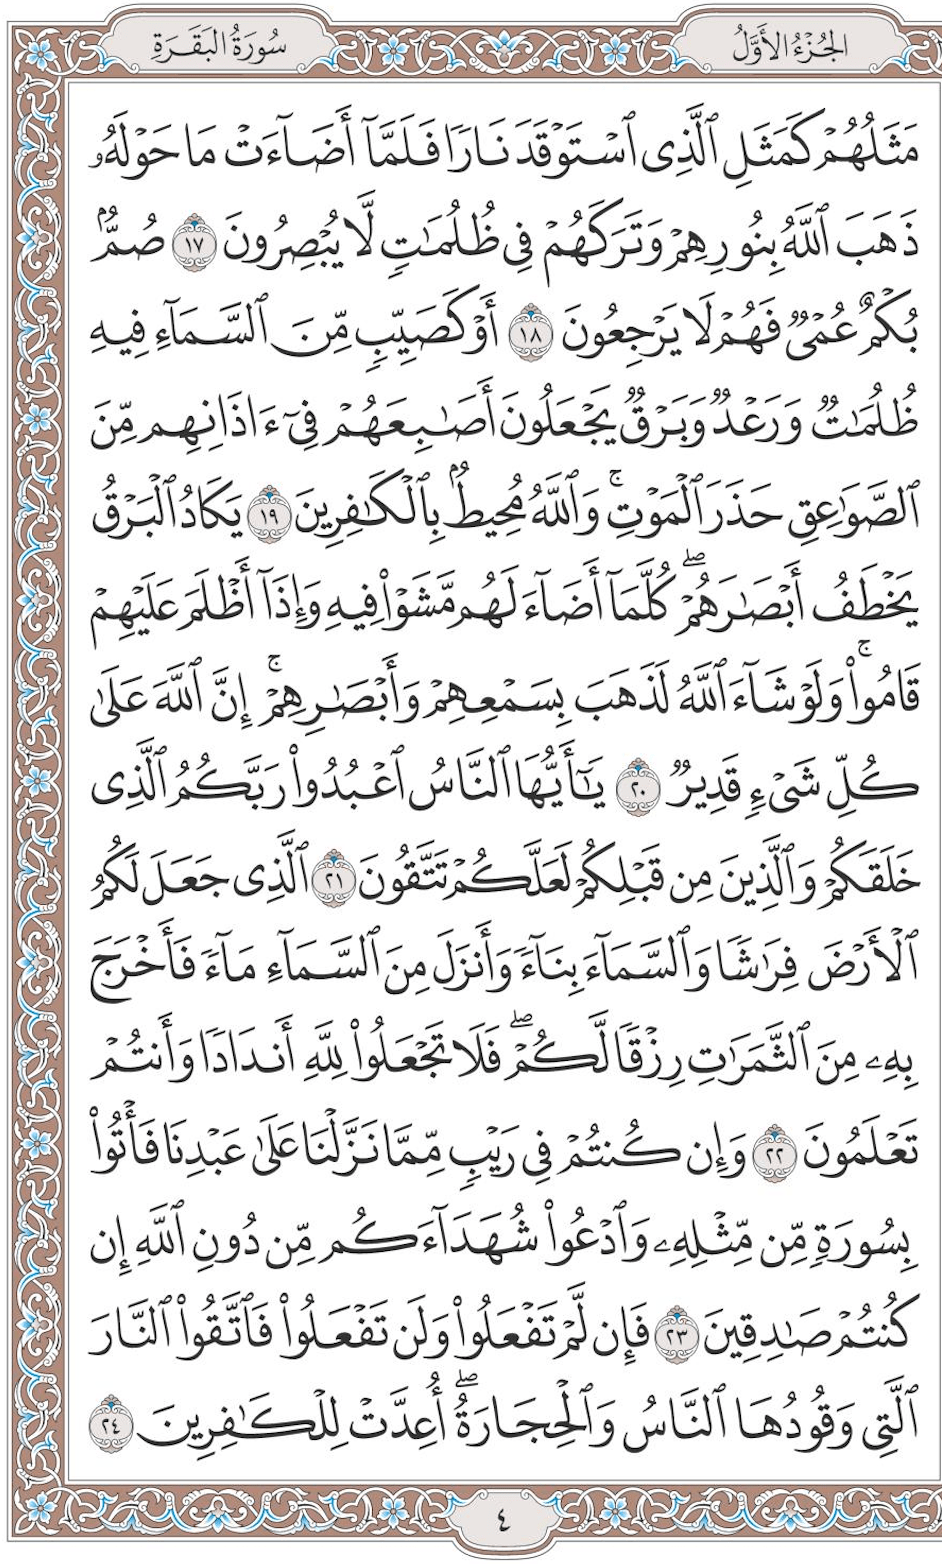 الجُزْءُ الأَوَّلُ
سُورَةُ البَقَرَةِ
مَثَلُهُمْ كَمَثَلِ ٱلَّذِى ٱسْتَوْقَدَ نَارًا فَلَمَّآ أَضَآءَتْ مَا حَوْلَهُۥ
ذَهَبَ ٱللَّهُ بِنُورِهِمْ وَتَرَكَهُمْ فِى ظُلُمَٰتٍ لَّا يُبْصِرُونَ ١٧ صُمٌّۢ
بُكْمٌ عُمْىٌ فَهُمْ لَا يَرْجِعُونَ ١٨ أَوْ كَصَيِّبٍ مِّنَ ٱلسَّمَآءِ فِيهِ
ظُلُمَٰتٌ وَرَعْدٌ وَبَرْقٌ يَجْعَلُونَ أَصَٰبِعَهُمْ فِىٓ ءَاذَانِهِم مِّنَ
ٱلصَّوَٰعِقِ حَذَرَ ٱلْمَوْتِ ۚ وَٱللَّهُ مُحِيطٌۢ بِٱلْكَٰفِرِينَ ١٩ يَكَادُ ٱلْبَرْقُ
يَخْطَفُ أَبْصَٰرَهُمْ ۖ كُلَّمَآ أَضَآءَ لَهُم مَّشَوْا۟ فِيهِ وَإِذَآ أَظْلَمَ عَلَيْهِمْ
قَامُوا۟ ۚ وَلَوْ شَآءَ ٱللَّهُ لَذَهَبَ بِسَمْعِهِمْ وَأَبْصَٰرِهِمْ ۚ إِنَّ ٱللَّهَ عَلَىٰ
كُلِّ شَىْءٍ قَدِيرٌ ٢٠ يَٰٓأَيُّهَا ٱلنَّاسُ ٱعْبُدُوا۟ رَبَّكُمُ ٱلَّذِى
خَلَقَكُمْ وَٱلَّذِينَ مِن قَبْلِكُمْ لَعَلَّكُمْ تَتَّقُونَ ٢١ ٱلَّذِى جَعَلَ لَكُمُ
ٱلْأَرْضَ فِرَٰشًا وَٱلسَّمَآءَ بِنَآءً وَأَنزَلَ مِنَ ٱلسَّمَآءِ مَآءً فَأَخْرَجَ
بِهِۦ مِنَ ٱلثَّمَرَٰتِ رِزْقًا لَّكُمْ ۖ فَلَا تَجْعَلُوا۟ لِلَّهِ أَندَادًا وَأَنتُمْ
تَعْلَمُونَ ٢٢ وَإِن كُنتُمْ فِى رَيْبٍ مِّمَّا نَزَّلْنَا عَلَىٰ عَبْدِنَا فَأْتُوا۟
بِسُورَةٍ مِّن مِّثْلِهِۦ وَٱدْعُوا۟ شُهَدَآءَكُم مِّن دُونِ ٱللَّهِ إِن
كُنتُمْ صَٰدِقِينَ ٢٣ فَإِن لَّمْ تَفْعَلُوا۟ وَلَن تَفْعَلُوا۟ فَٱتَّقُوا۟ ٱلنَّارَ
ٱلَّتِى وَقُودُهَا ٱلنَّاسُ وَٱلْحِجَارَةُ ۖ أُعِدَّتْ لِلْكَٰفِرِينَ ٢٤
٤